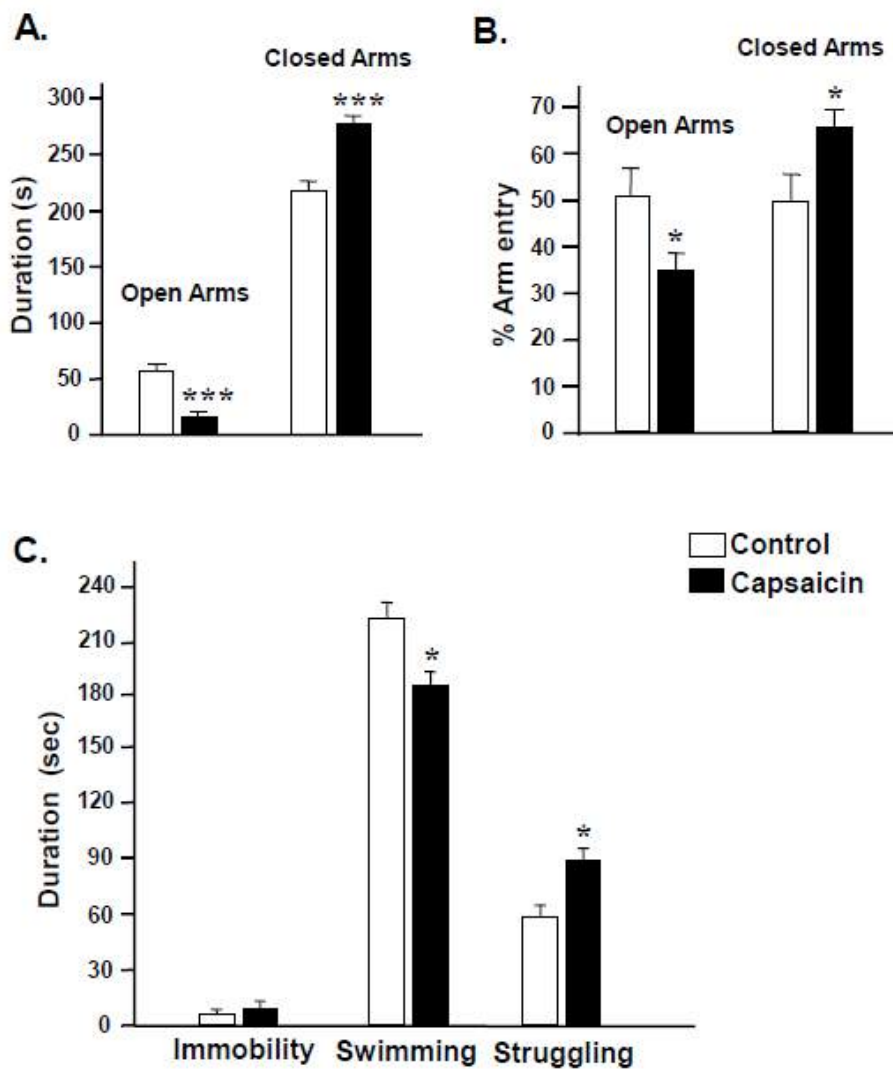 A.
Closed Arms
Duration (s)
300
250
200
150
100
50
0
***
Open Arms
***
B.
Closed Arms
% Arm entry
70
60
50
40
30
20
10
0
*
Open Arms
*
C.
Control
Capsaicin
Duration (sec)
240
210
180
150
120
90
60
30
0
*
*
Immobility Swimming Struggling